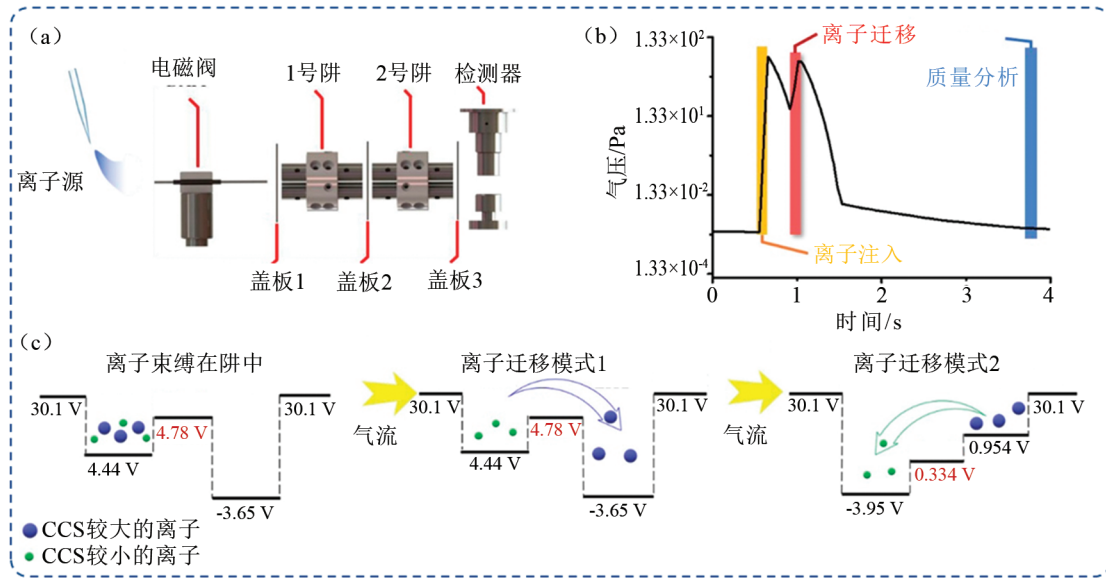 （a）
电磁阀
1号阱
2号阱
检测器
离子源
盖板1
盖板2
盖板3
（b）
1.33×10²
1.33×10¹
1.33×10⁻²
1.33×10⁻⁴
气压/Pa
离子迁移
质量分析
离子注入
0
1
2
3
4
时间/s
（c）
离子束缚在阱中
30.1 V
4.78 V
30.1 V
4.44 V
-3.65 V
气流
离子迁移模式1
30.1 V
4.78 V
30.1 V
4.44 V
-3.65 V
气流
离子迁移模式2
30.1 V
30.1 V
0.954 V
0.334 V
-3.95 V
CCS较大的离子
CCS较小的离子